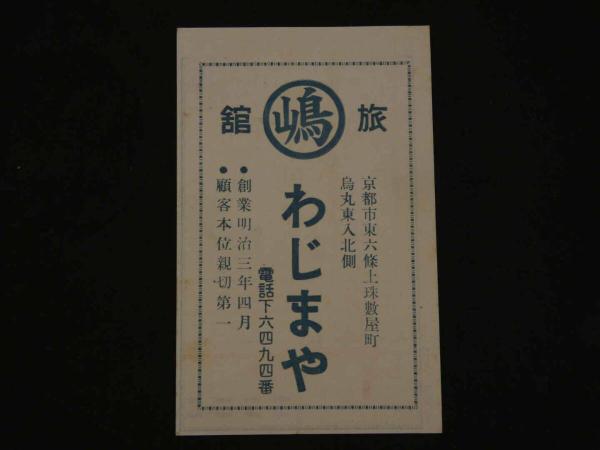 旅館
嶋
京都市東六條上珠數屋町
烏丸東入北側
わじまや
電話下六四九四番
●創業明治三年四月
●顧客本位親切第一